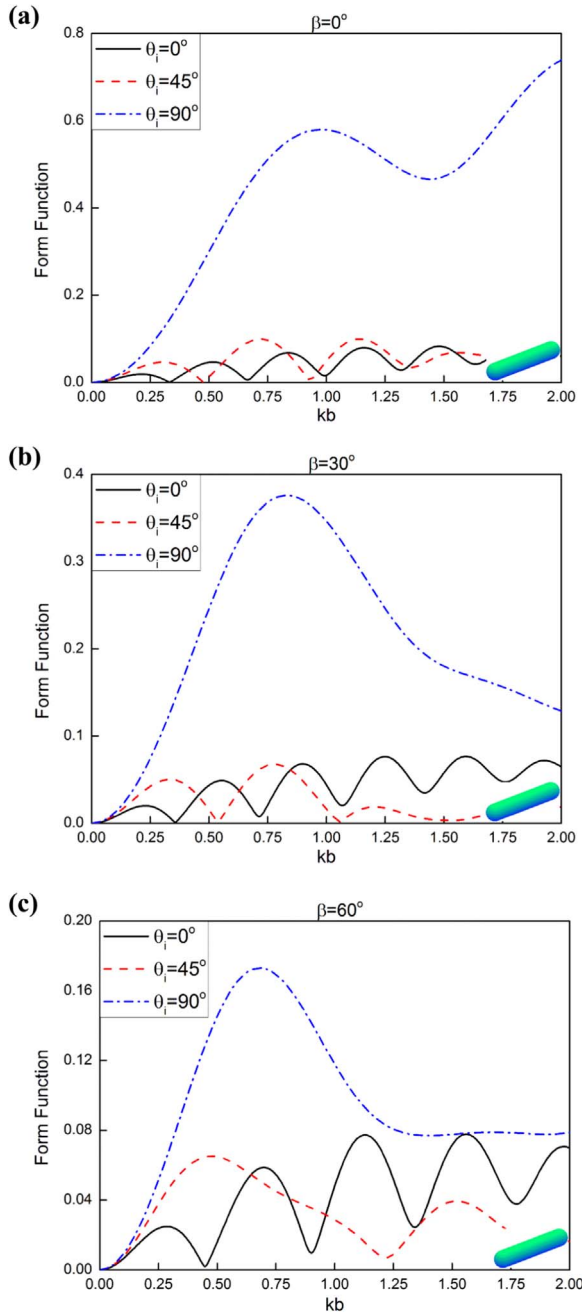 (a)
β=0°
θi=0°
θi=45°
θi=90°
Form Function
0.8
0.6
0.4
0.2
0.0
0.00 0.25 0.50 0.75 1.00 1.25 1.50 1.75 2.00
kb
(b)
β=30°
θi=0°
θi=45°
θi=90°
Form Function
0.4
0.3
0.2
0.1
0.0
0.00 0.25 0.50 0.75 1.00 1.25 1.50 1.75 2.00
kb
(c)
β=60°
θi=0°
θi=45°
θi=90°
Form Function
0.20
0.16
0.12
0.08
0.04
0.00
0.00 0.25 0.50 0.75 1.00 1.25 1.50 1.75 2.00
kb